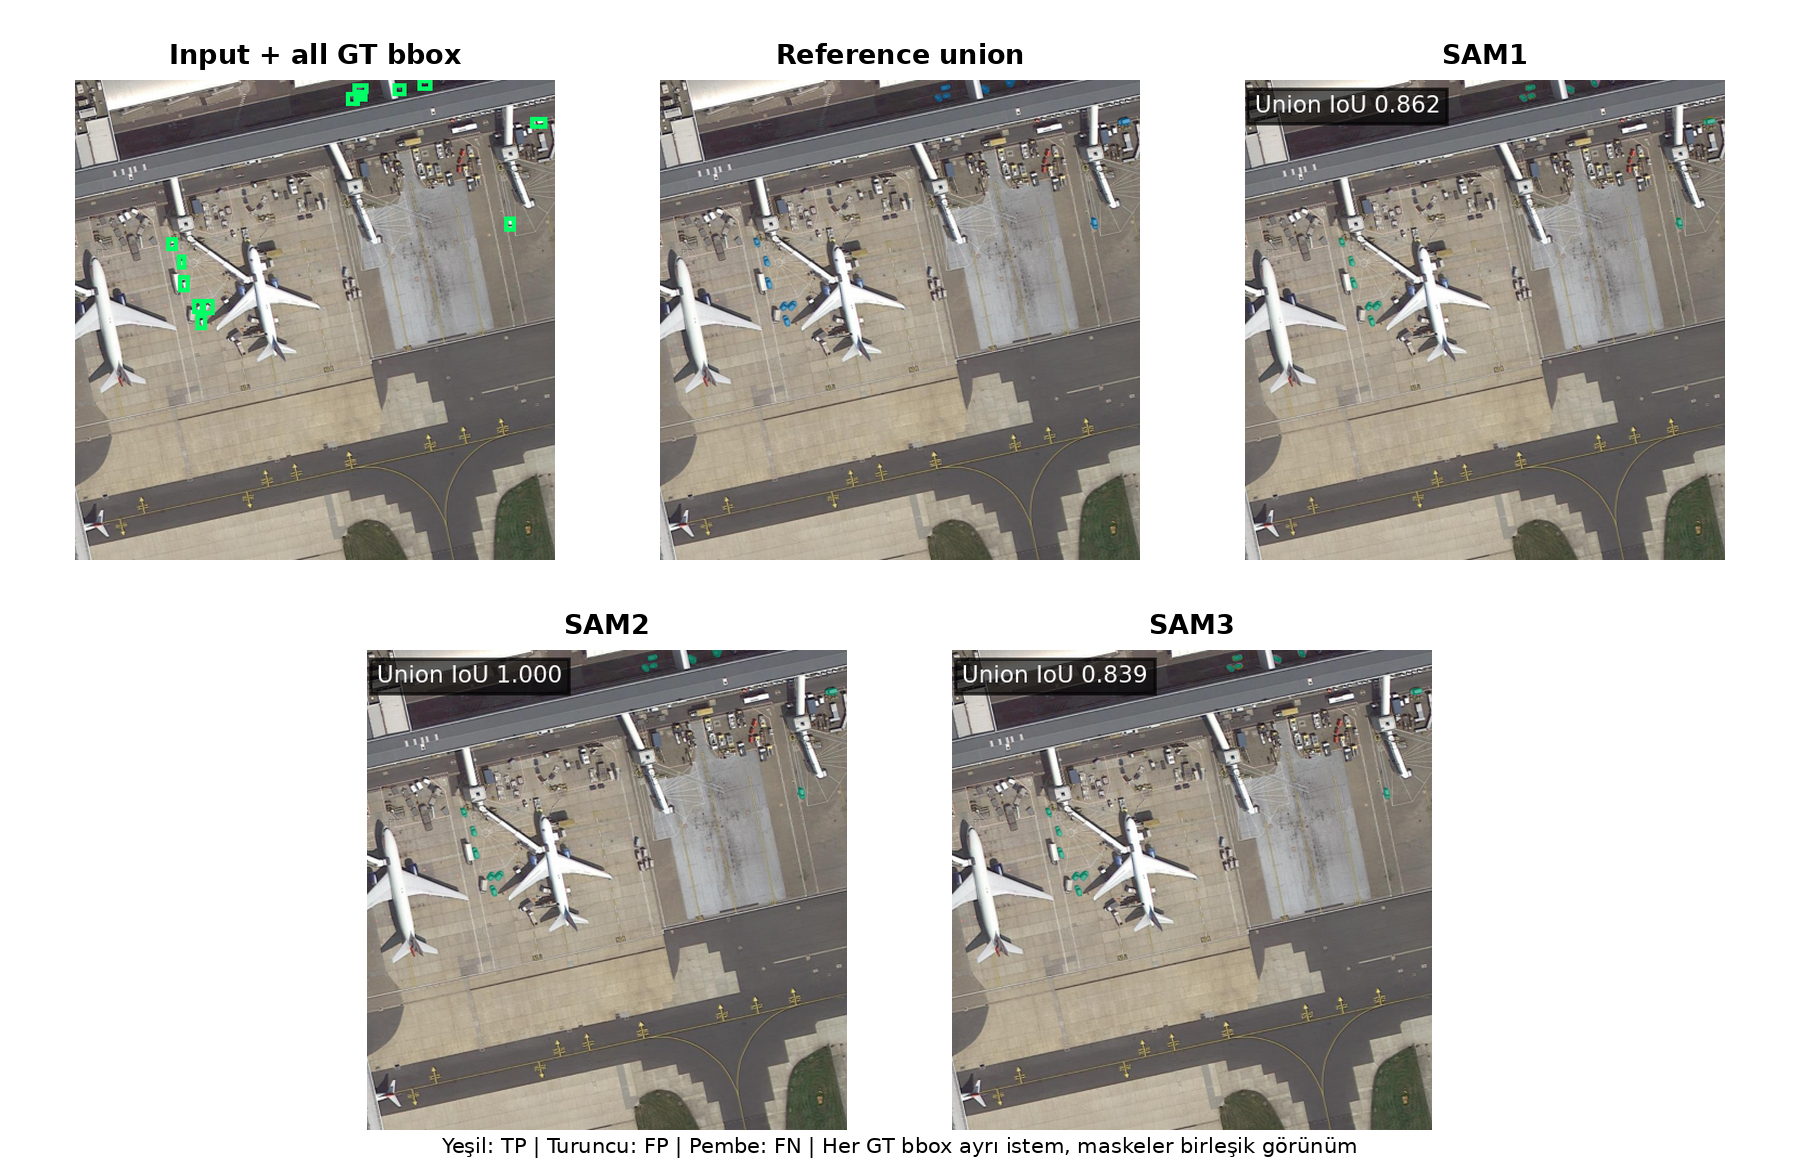 Input + all GT bbox
Reference union
SAM1
Union IoU 0.862
SAM2
SAM3
Union IoU 1.000
Union IoU 0.839
Yeşil: TP | Turuncu: FP | Pembe: FN | Her GT bbox ayrı istem, maskeler birleşik görünüm